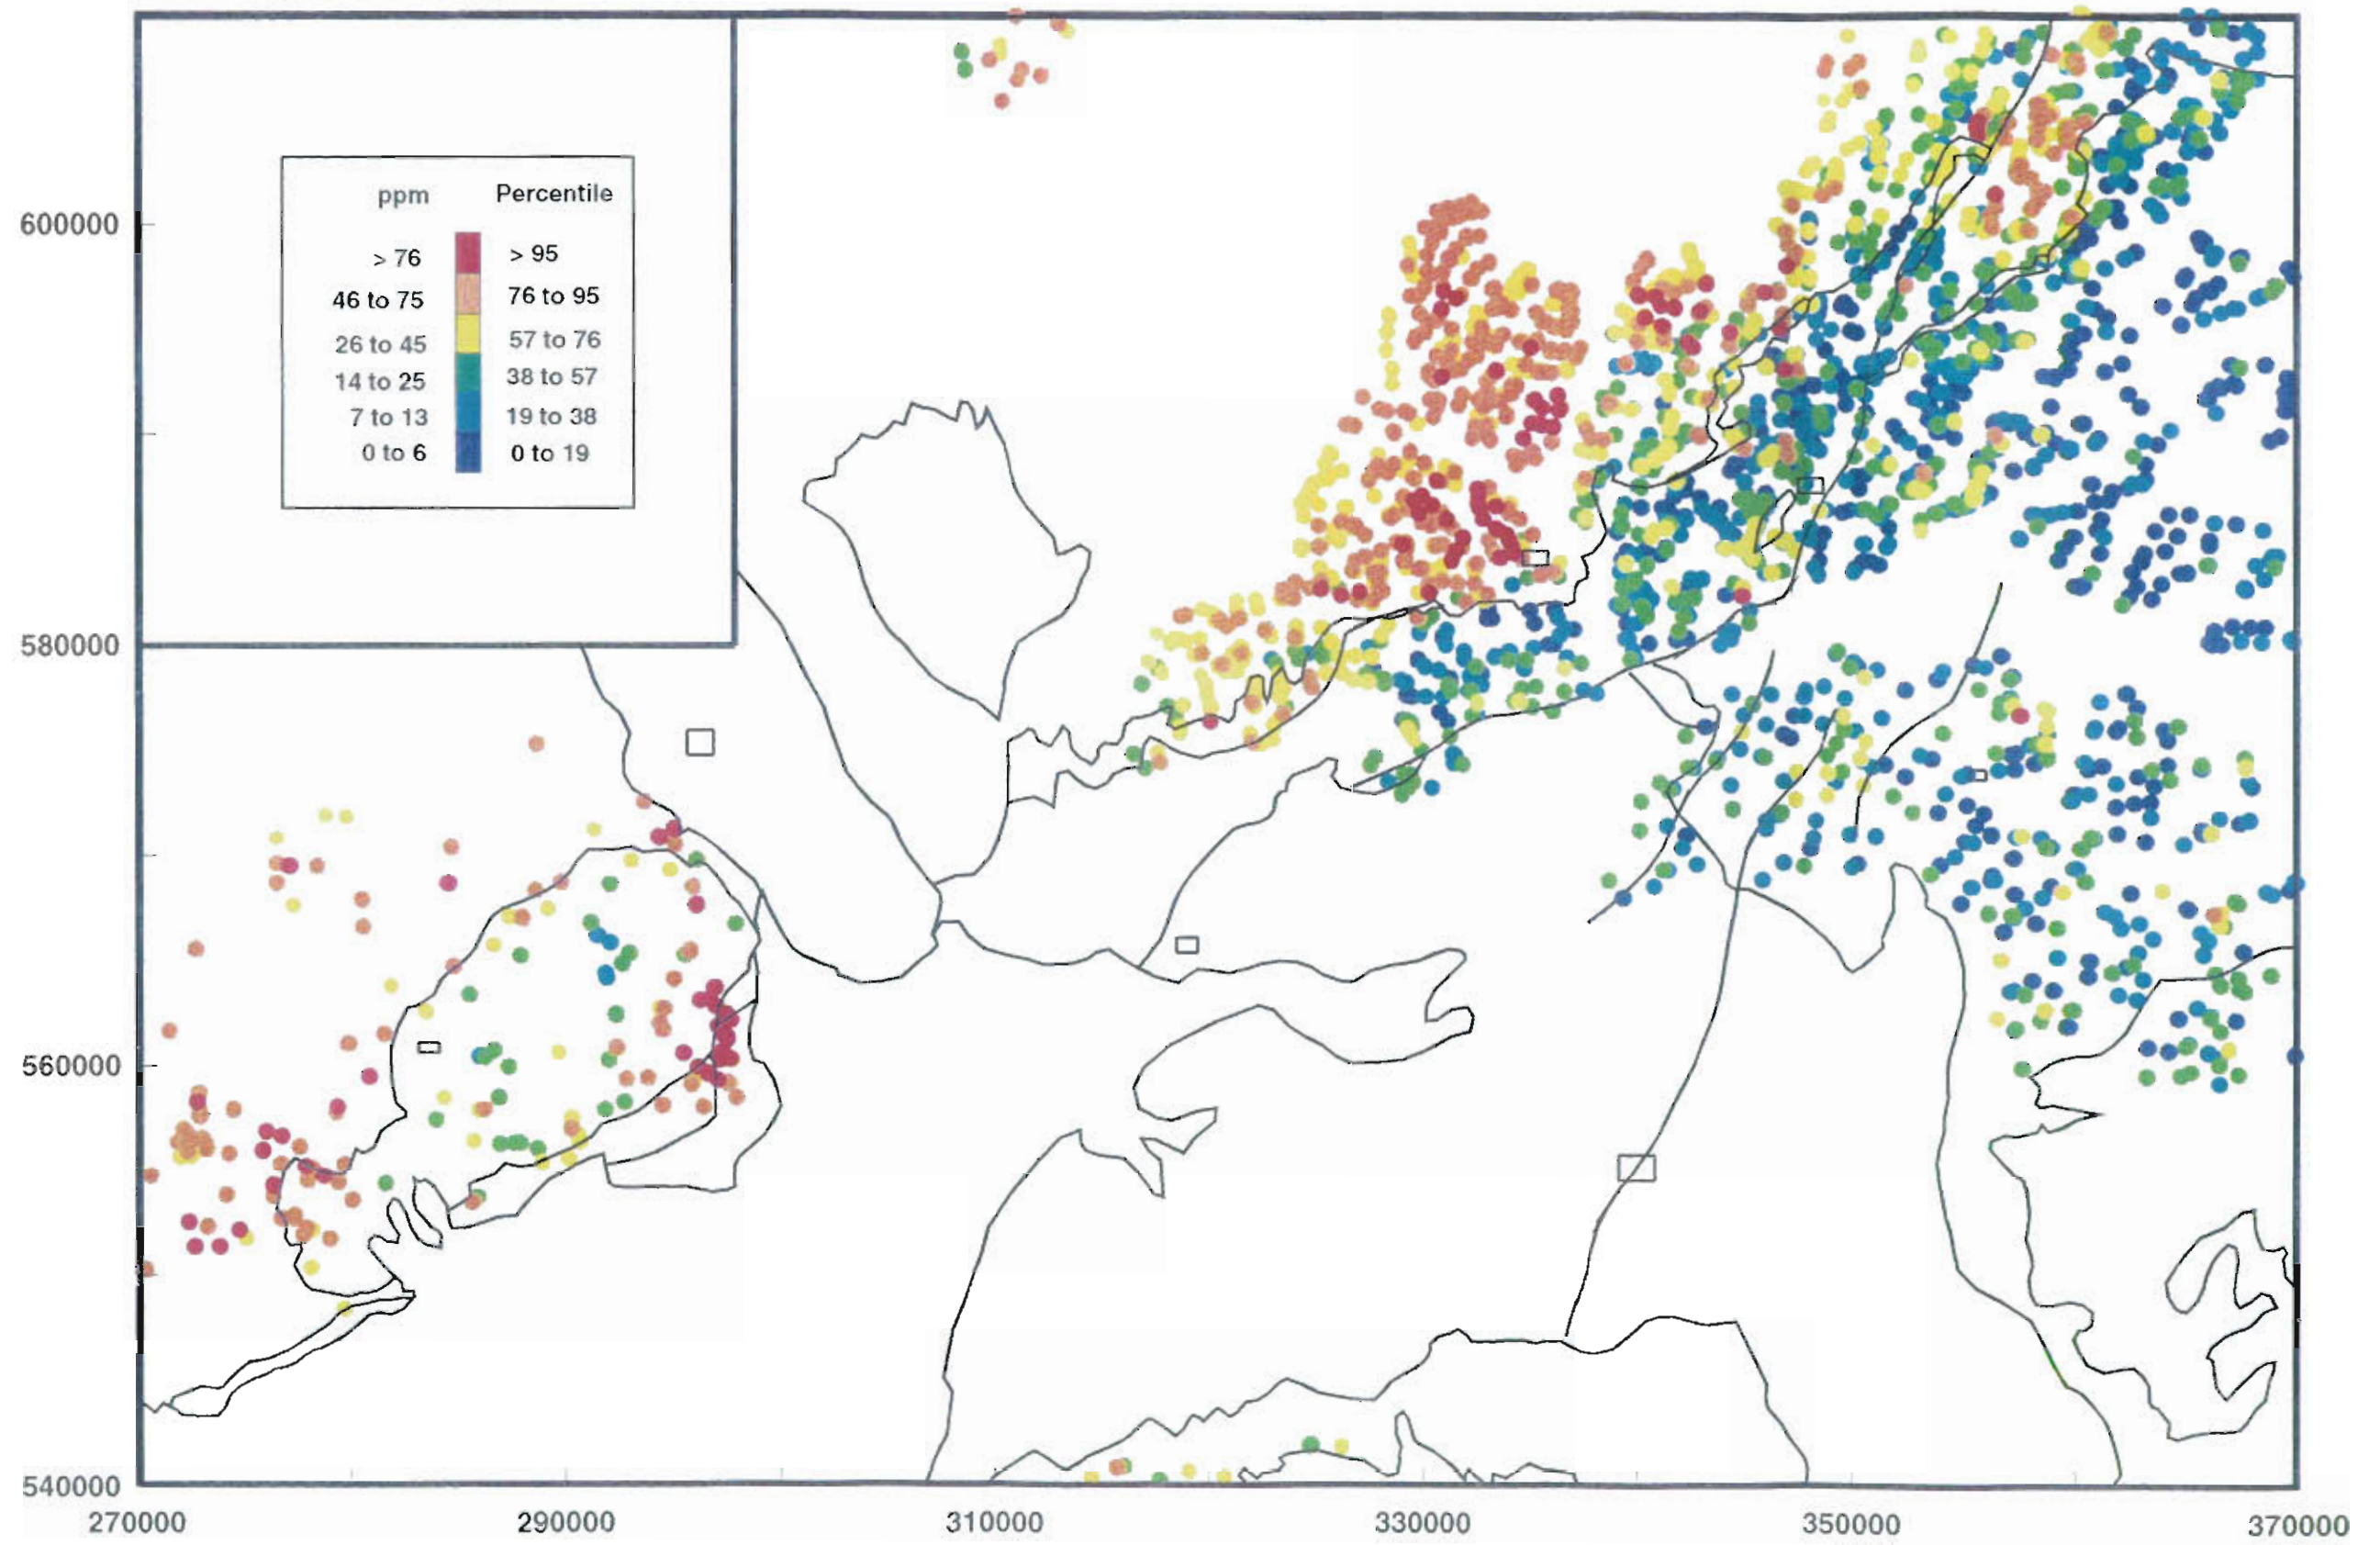 ppm Percentile
> 76 > 95
46 to 75 76 to 95
26 to 45 57 to 76
14 to 25 38 to 57
7 to 13 19 to 38
0 to 6 0 to 19
600000
580000
560000
540000
270000 290000 310000 330000 350000 370000